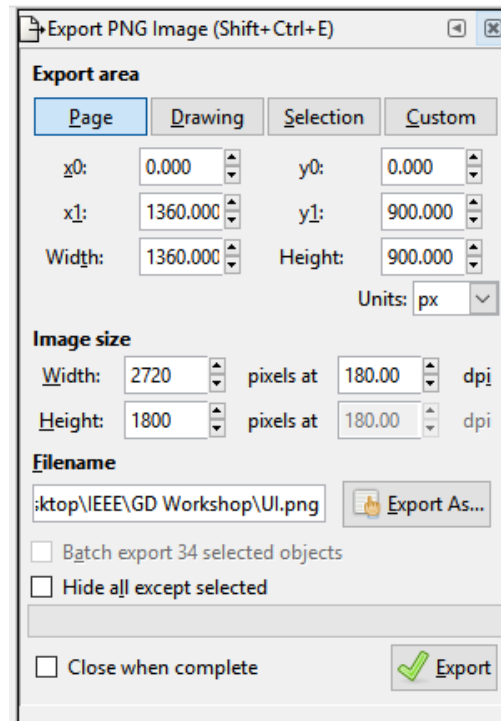 Export PNG Image (Shift+Ctrl+E)
Export area
Page Drawing Selection Custom
x0: 0.000 y0: 0.000
x1: 1360.000 y1: 900.000
Width: 1360.000 Height: 900.000
Units: px
Image size
Width: 2720 pixels at 180.00 dpi
Height: 1800 pixels at 180.00 dpi
Filename
sktop\IEEE\GD Workshop\UI.png Export As...
Batch export 34 selected objects
Hide all except selected
Close when complete Export